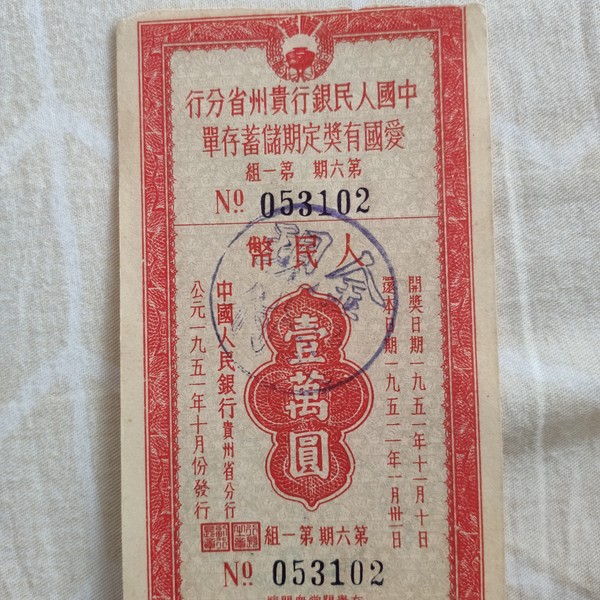 中國人民銀行貴州省分行
愛國有獎定期儲蓄存單
第六期 第一組
Nº 053102
人民幣
壹萬圓
開獎日期一九五一年十一月十日
還本日期一九五二年一月卅一日
中國人民銀行貴州省分行
公元一九五一年十月份發行
第六期第一組
Nº 053102